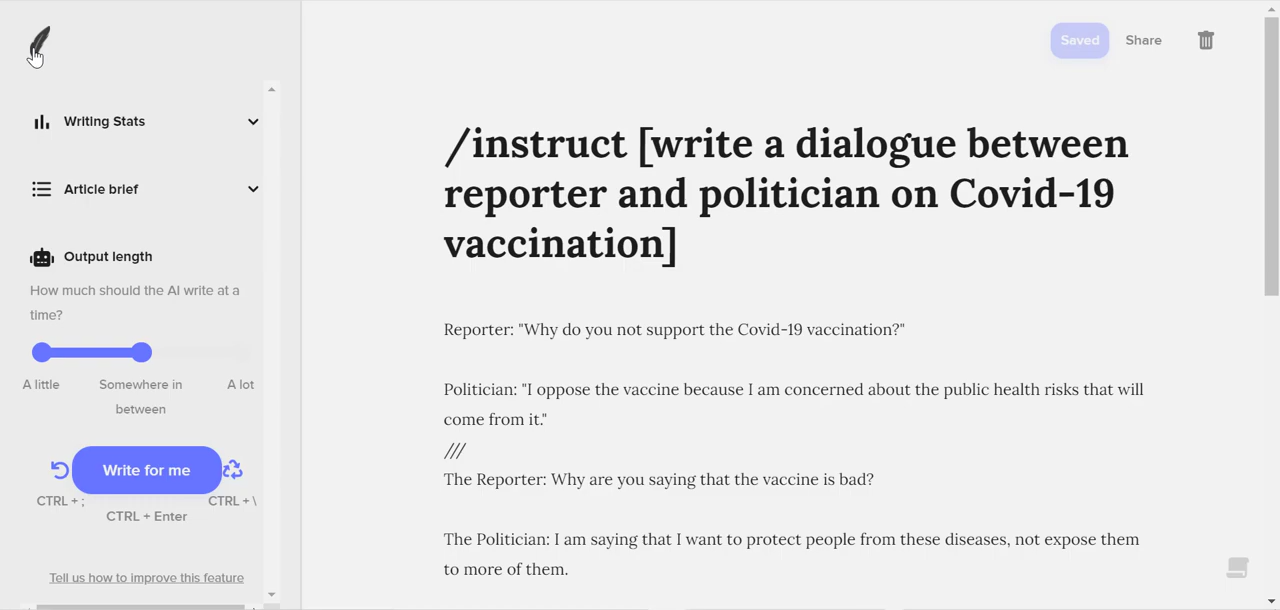 Saved
Share
Writing Stats
Article brief
Output length
How much should the AI write at a
time?
A little
Somewhere in
between
A lot
Write for me
CTRL + ;
CTRL + \
CTRL + Enter
Tell us how to improve this feature
/instruct [write a dialogue between
reporter and politician on Covid-19
vaccination]
Reporter: "Why do you not support the Covid-19 vaccination?"
Politician: "I oppose the vaccine because I am concerned about the public health risks that will
come from it."
///
The Reporter: Why are you saying that the vaccine is bad?
The Politician: I am saying that I want to protect people from these diseases, not expose them
to more of them.